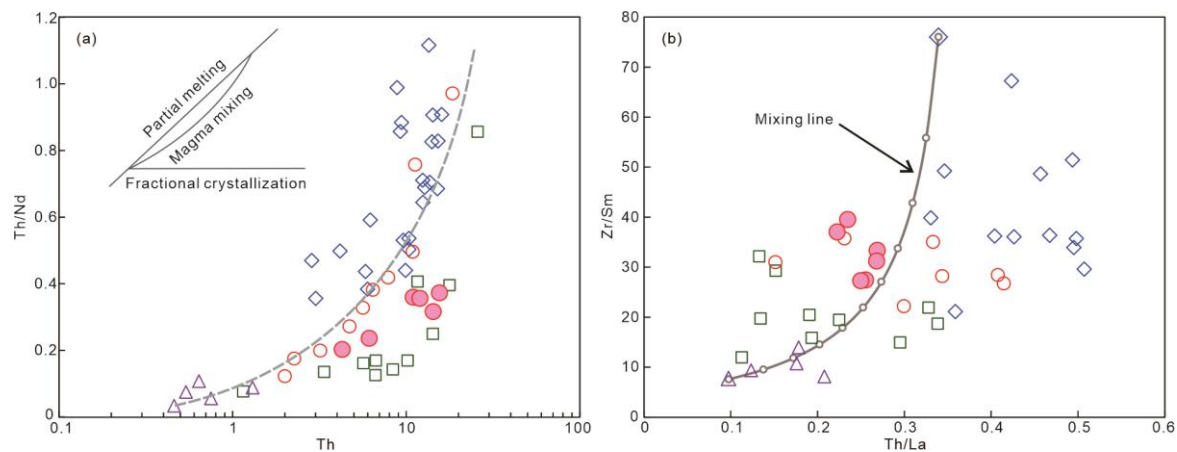 (a)
Partial melting
Magma mixing
Fractional crystallization
Th/Nd
1.2
1.0
0.8
0.6
0.4
0.2
0
0.1
1
10
100
Th
(b)
Mixing line
Zr/Sm
80
70
60
50
40
30
20
10
0
0
0.1
0.2
0.3
0.4
0.5
0.6
Th/La